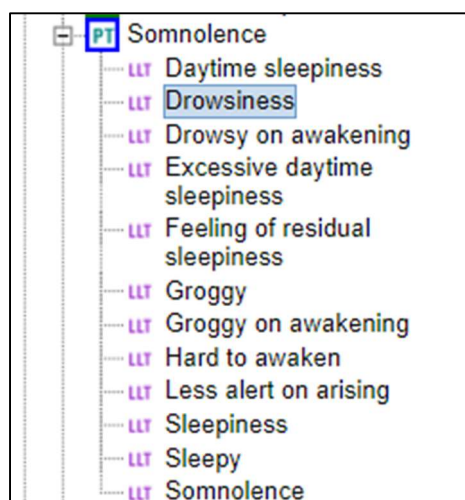 PT Somnolence
LLT Daytime sleepiness
LLT Drowsiness
LLT Drowsy on awakening
LLT Excessive daytime
sleepiness
LLT Feeling of residual
sleepiness
LLT Groggy
LLT Groggy on awakening
LLT Hard to awaken
LLT Less alert on arising
LLT Sleepiness
LLT Sleepy
LLT Somnolence